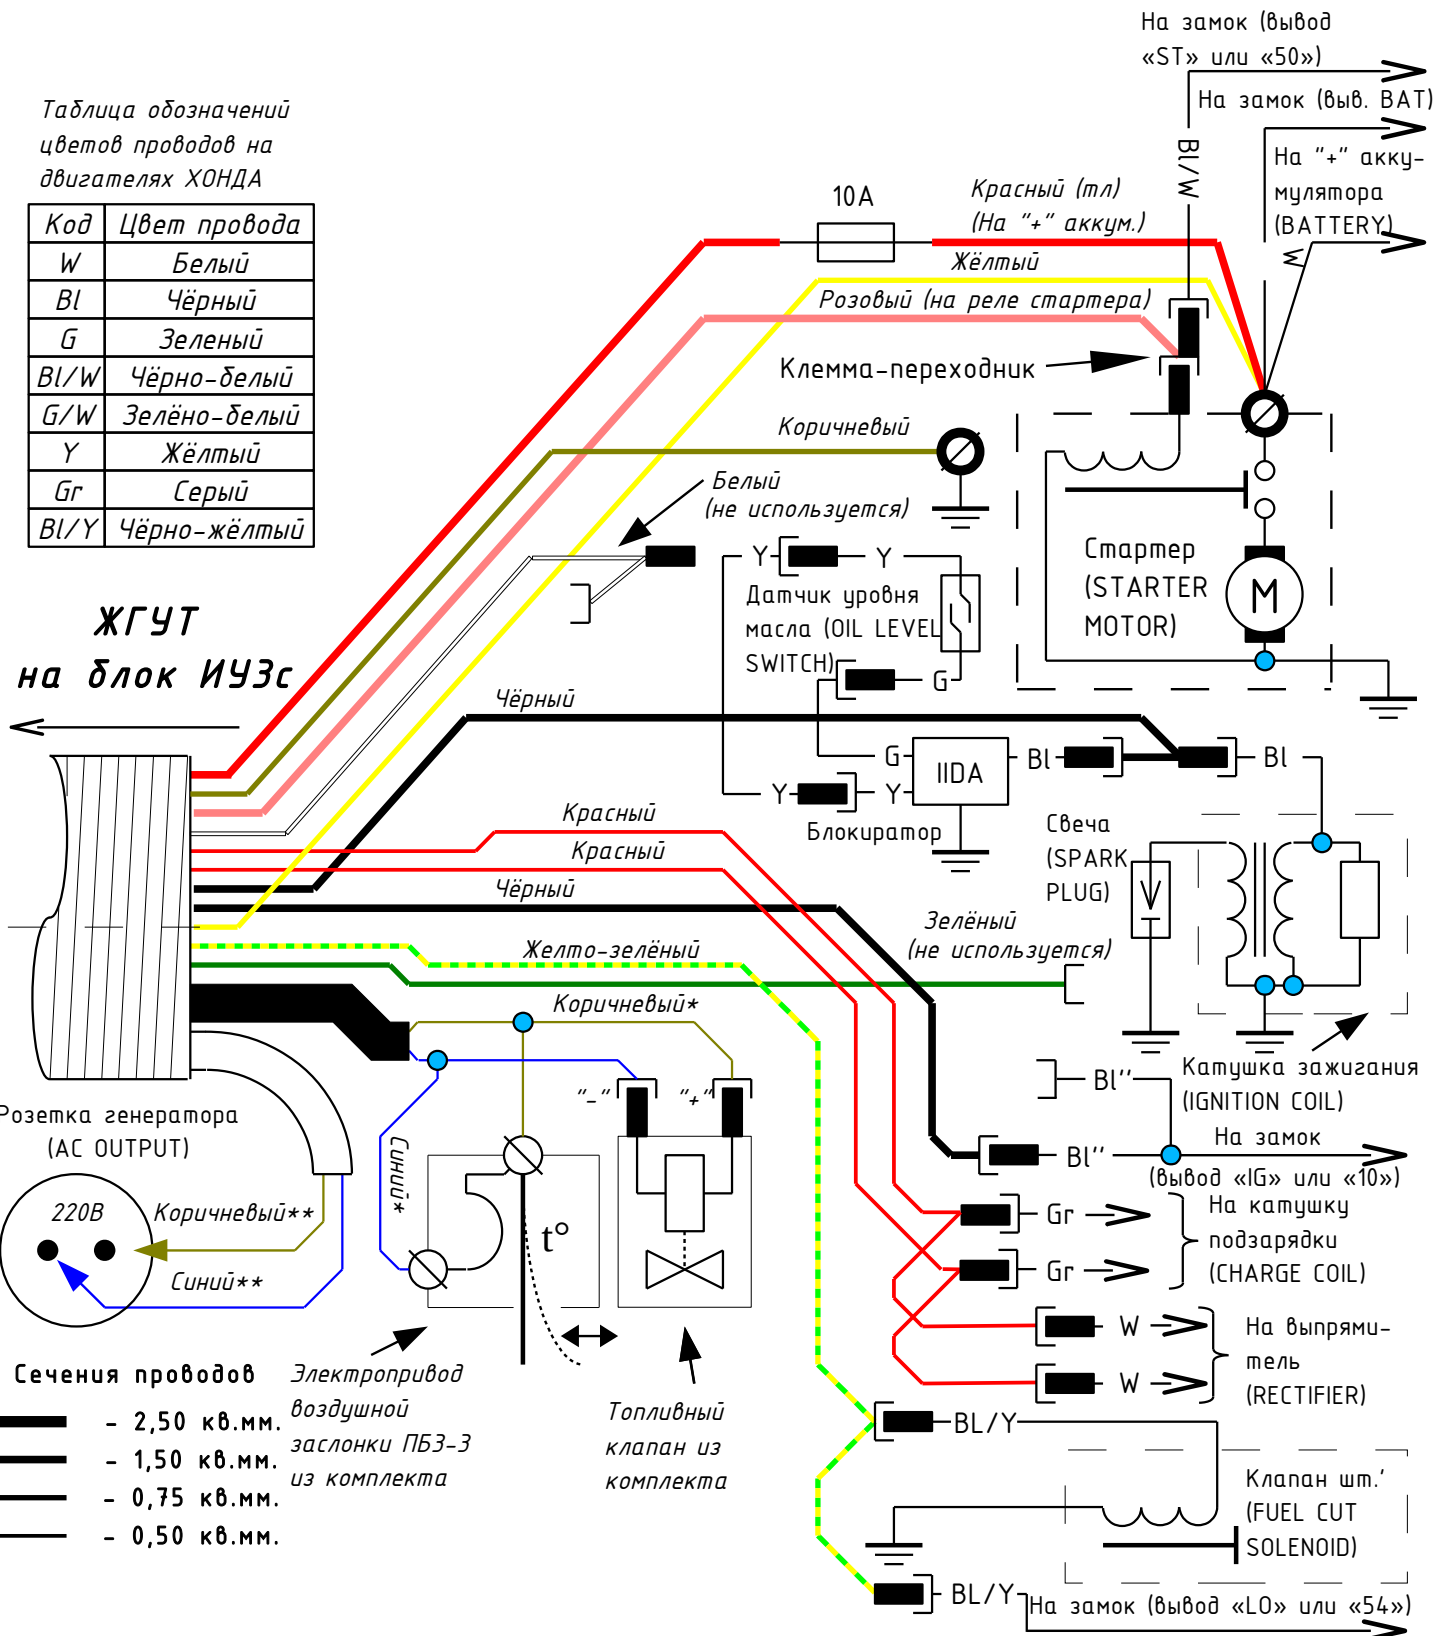 На замок (вывод
«ST» или «50»)
На замок (выв. BAT)
На "+" акку-
мулятора
(BATTERY)
W
Bl/W
Таблица обозначений
цветов проводов на
двигателях ХОНДА
Код Цвет провода
W Белый
Bl Чёрный
G Зеленый
Bl/W Чёрно-белый
G/W Зелёно-белый
Y Жёлтый
Gr Серый
Bl/Y Чёрно-жёлтый
10А
Красный (тл)
(На "+" аккум.)
Жёлтый
Розовый (на реле стартера)
Клемма-переходник
Коричневый
Белый
(не используется)
Y Y
Датчик уровня
масла (OIL LEVEL
SWITCH)
G
Стартер
(STARTER
MOTOR)
M
ЖГУТ
на блок ИУЗс
Чёрный
G
IIDA
Bl
Bl
Y Y
Блокиратор
Красный
Красный
Чёрный
Свеча
(SPARK
PLUG)
Зелёный
(не используется)
Желто-зелёный
Коричневый*
Катушка зажигания
(IGNITION COIL)
"-" "+"
Синий*
t°
Bl''
Bl''
На замок
(вывод «IG» или «10»)
Розетка генератора
(AC OUTPUT)
220В
Коричневый**
Синий**
Gr
Gr
На катушку
подзарядки
(CHARGE COIL)
W
W
На выпрями-
тель
(RECTIFIER)
Сечения проводов
- 2,50 кв.мм.
- 1,50 кв.мм.
- 0,75 кв.мм.
- 0,50 кв.мм.
Электропривод
воздушной
заслонки ПБЗ-3
из комплекта
Топливный
клапан из
комплекта
BL/Y
Клапан шт.'
(FUEL CUT
SOLENOID)
BL/Y
На замок (вывод «LO» или «54»)